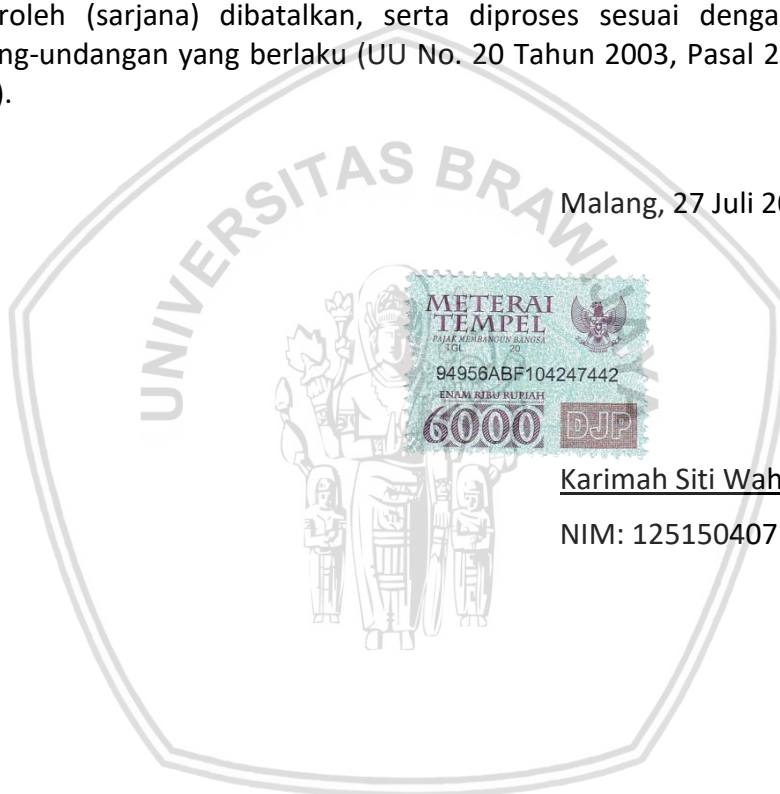 roleh (sarjana) dibatalkan, serta diproses sesuai denga
ng-undangan yang berlaku (UU No. 20 Tahun 2003, Pasal 2
).
UNIVERSITAS BRAWIJAYA
Malang, 27 Juli 20
METERAI
TEMPEL
PAJAK MEMBANGUN BANGSA
TGL 20
94956ABF104247442
ENAM RIBU RUPIAH
6000 DJP
Karimah Siti Wah
NIM: 125150407